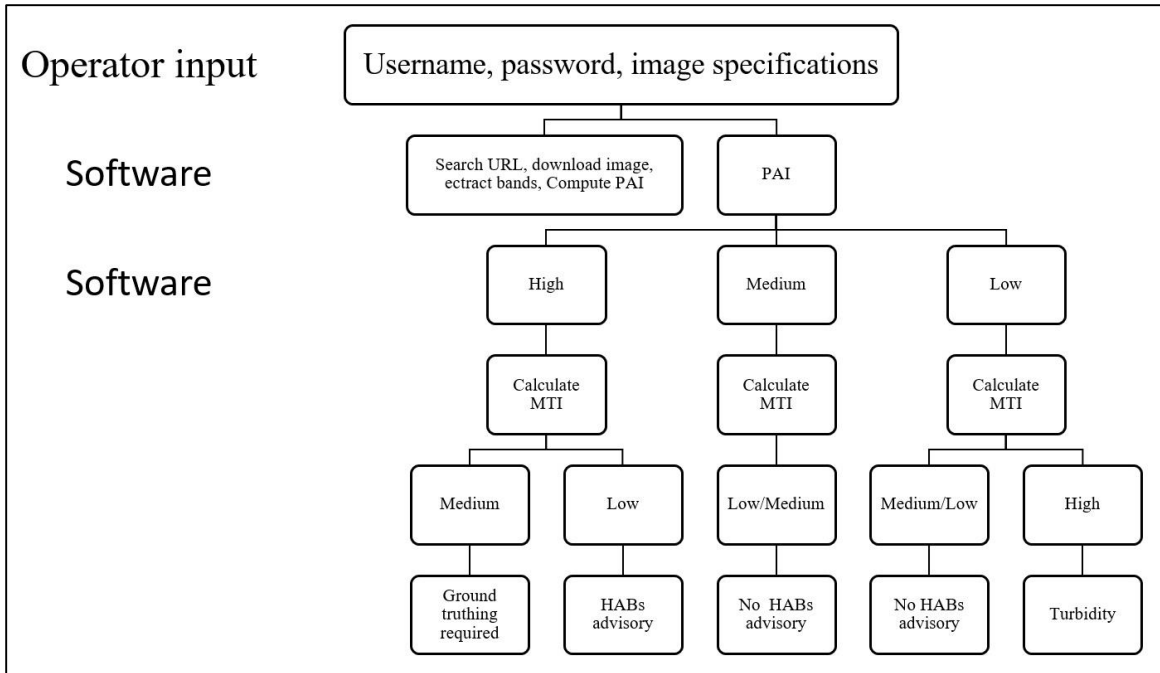 Operator input
Username, password, image specifications
Software
Search URL, download image,
ectract bands, Compute PAI
PAI
Software
High
Medium
Low
Calculate
MTI
Calculate
MTI
Calculate
MTI
Medium
Low
Low/Medium
Medium/Low
High
Ground
truthing
required
HABs
advisory
No HABs
advisory
No HABs
advisory
Turbidity